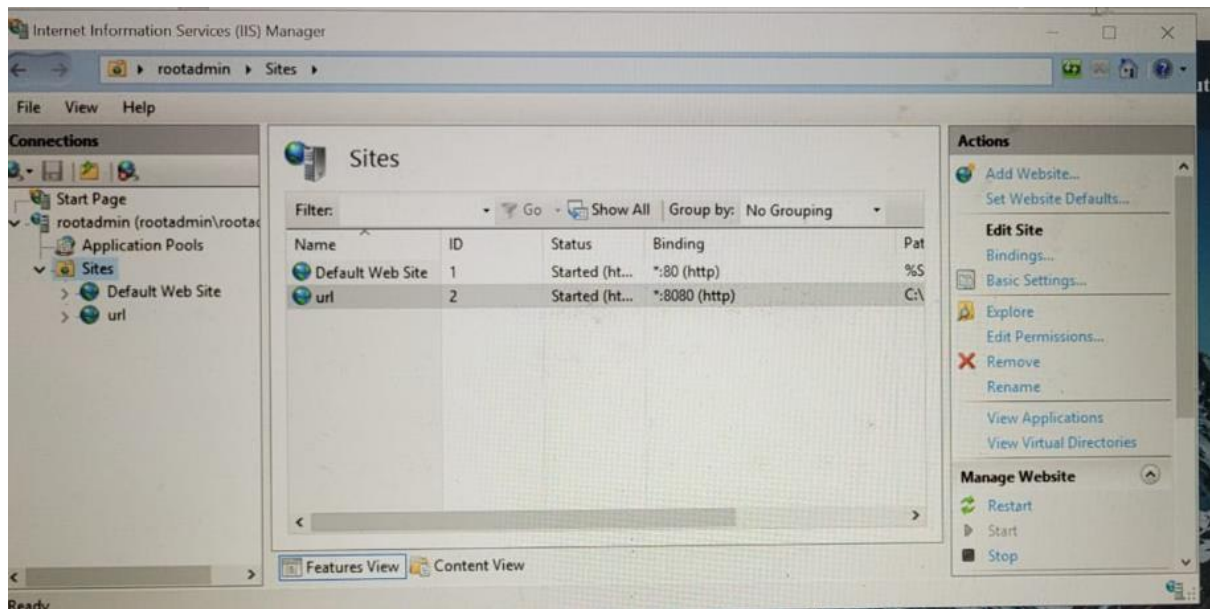 Internet Information Services (IIS) Manager
rootadmin Sites
File View Help
Connections
Start Page
rootadmin (rootadmin\rootac
Application Pools
Sites
Default Web Site
url
Sites
Filter: Go Show All Group by: No Grouping
Name ID Status Binding Pat
Default Web Site 1 Started (ht... *:80 (http) %S
url 2 Started (ht... *:8080 (http) C:\
Features View Content View
Actions
Add Website...
Set Website Defaults...
Edit Site
Bindings...
Basic Settings...
Explore
Edit Permissions...
Remove
Rename
View Applications
View Virtual Directories
Manage Website
Restart
Start
Stop
Ready
ut